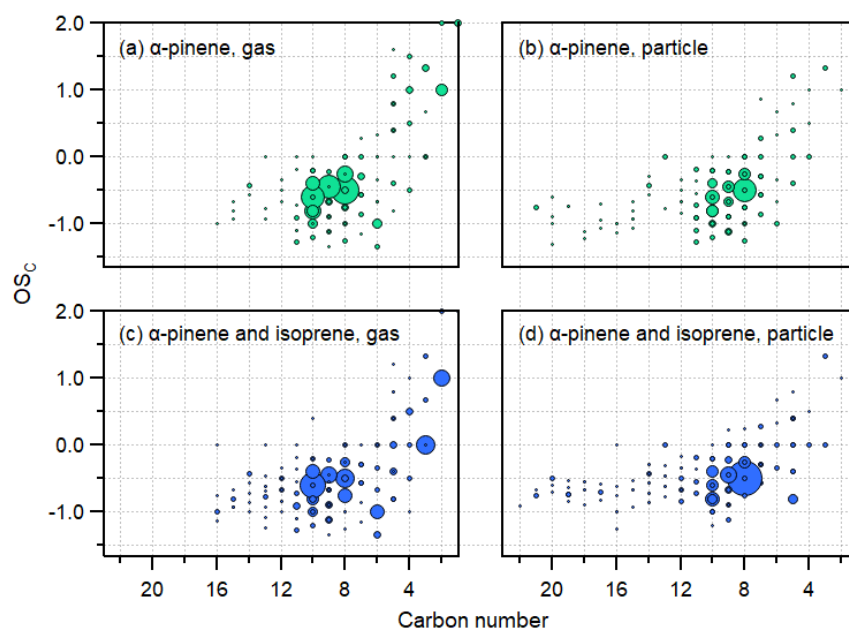 2.0
(a) α-pinene, gas
(b) α-pinene, particle
1.0
0.0
-1.0
OSC
2.0
(c) α-pinene and isoprene, gas
(d) α-pinene and isoprene, particle
1.0
0.0
-1.0
20 16 12 8 4
20 16 12 8 4
Carbon number